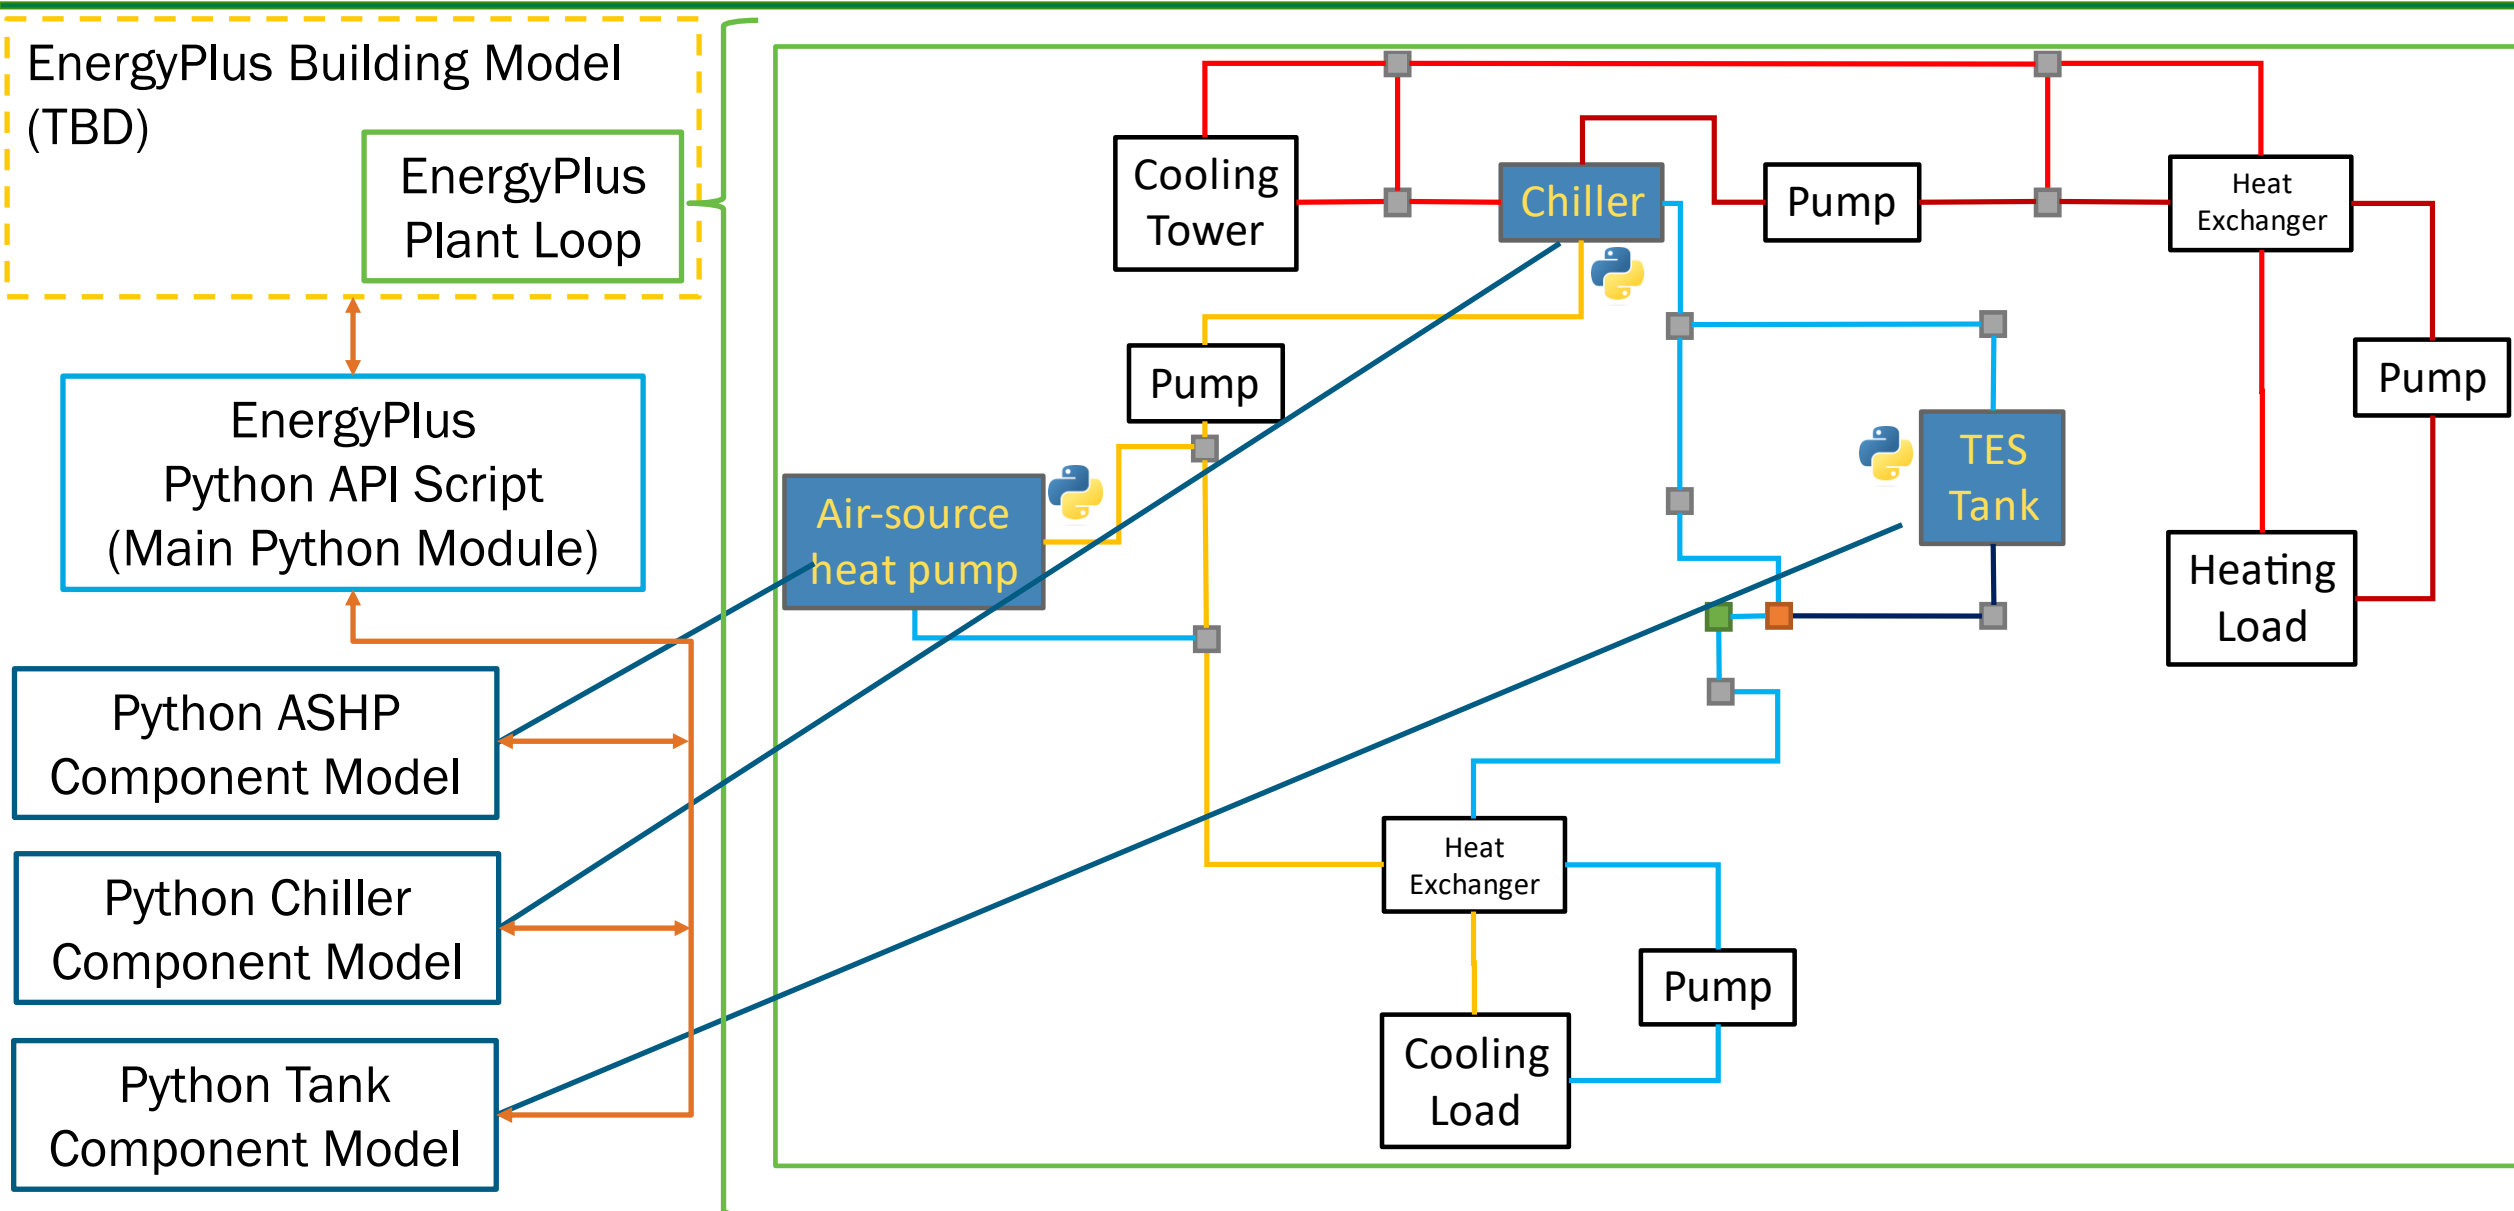 EnergyPlus Building Model
(TBD)
EnergyPlus
Plant Loop
EnergyPlus
Python API Script
(Main Python Module)
Python ASHP
Component Model
Python Chiller
Component Model
Python Tank
Component Model
Cooling
Tower
Chiller
Pump
Heat
Exchanger
Pump
Pump
TES
Tank
Air-source
heat pump
Heating
Load
Heat
Exchanger
Pump
Cooling
Load